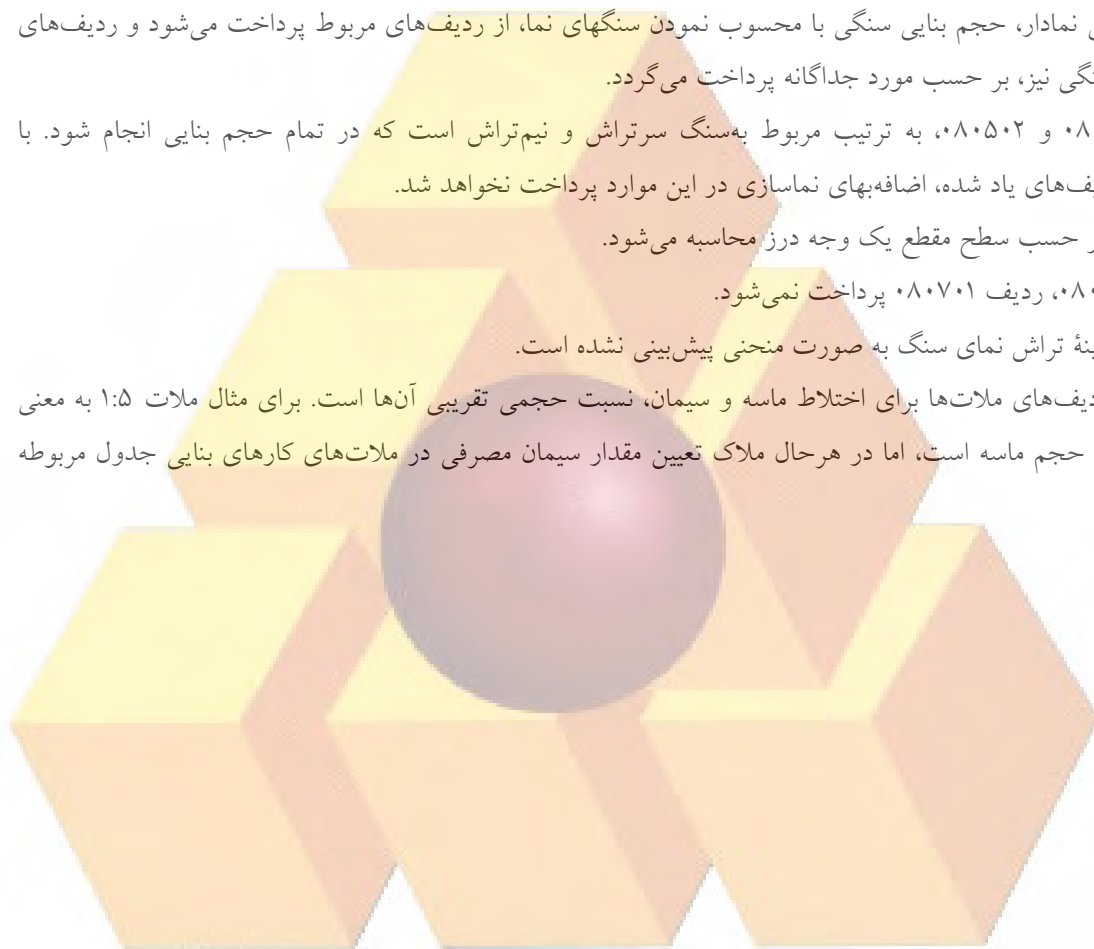 نمادار، حجم بنایی سنگی با محسوب نمودن سنگهای نما، از ردیف‌های مربوط پرداخت می‌شود و ردیف‌های
نگی نیز، بر حسب مورد جداگانه پرداخت می‌گردد.
۰۸ و ۰۸۰۵۰۲، به ترتیب مربوط به‌سنگ سرتراش و نیم‌تراش است که در تمام حجم بنایی انجام شود. با
یف‌های یاد شده، اضافه‌بهای نماسازی در این موارد پرداخت نخواهد شد.
ر حسب سطح مقطع یک وجه درز محاسبه می‌شود.
۰۸۰، ردیف ۰۸۰۷۰۱ پرداخت نمی‌شود.
ینهٔ تراش نمای سنگ به صورت منحنی پیش‌بینی نشده است.
دیف‌های ملات‌ها برای اختلاط ماسه و سیمان، نسبت حجمی تقریبی آن‌ها است. برای مثال ملات ۱:۵ به معنی
حجم ماسه است، اما در هرحال ملاک تعیین مقدار سیمان مصرفی در ملات‌های کارهای بنایی جدول مربوطه